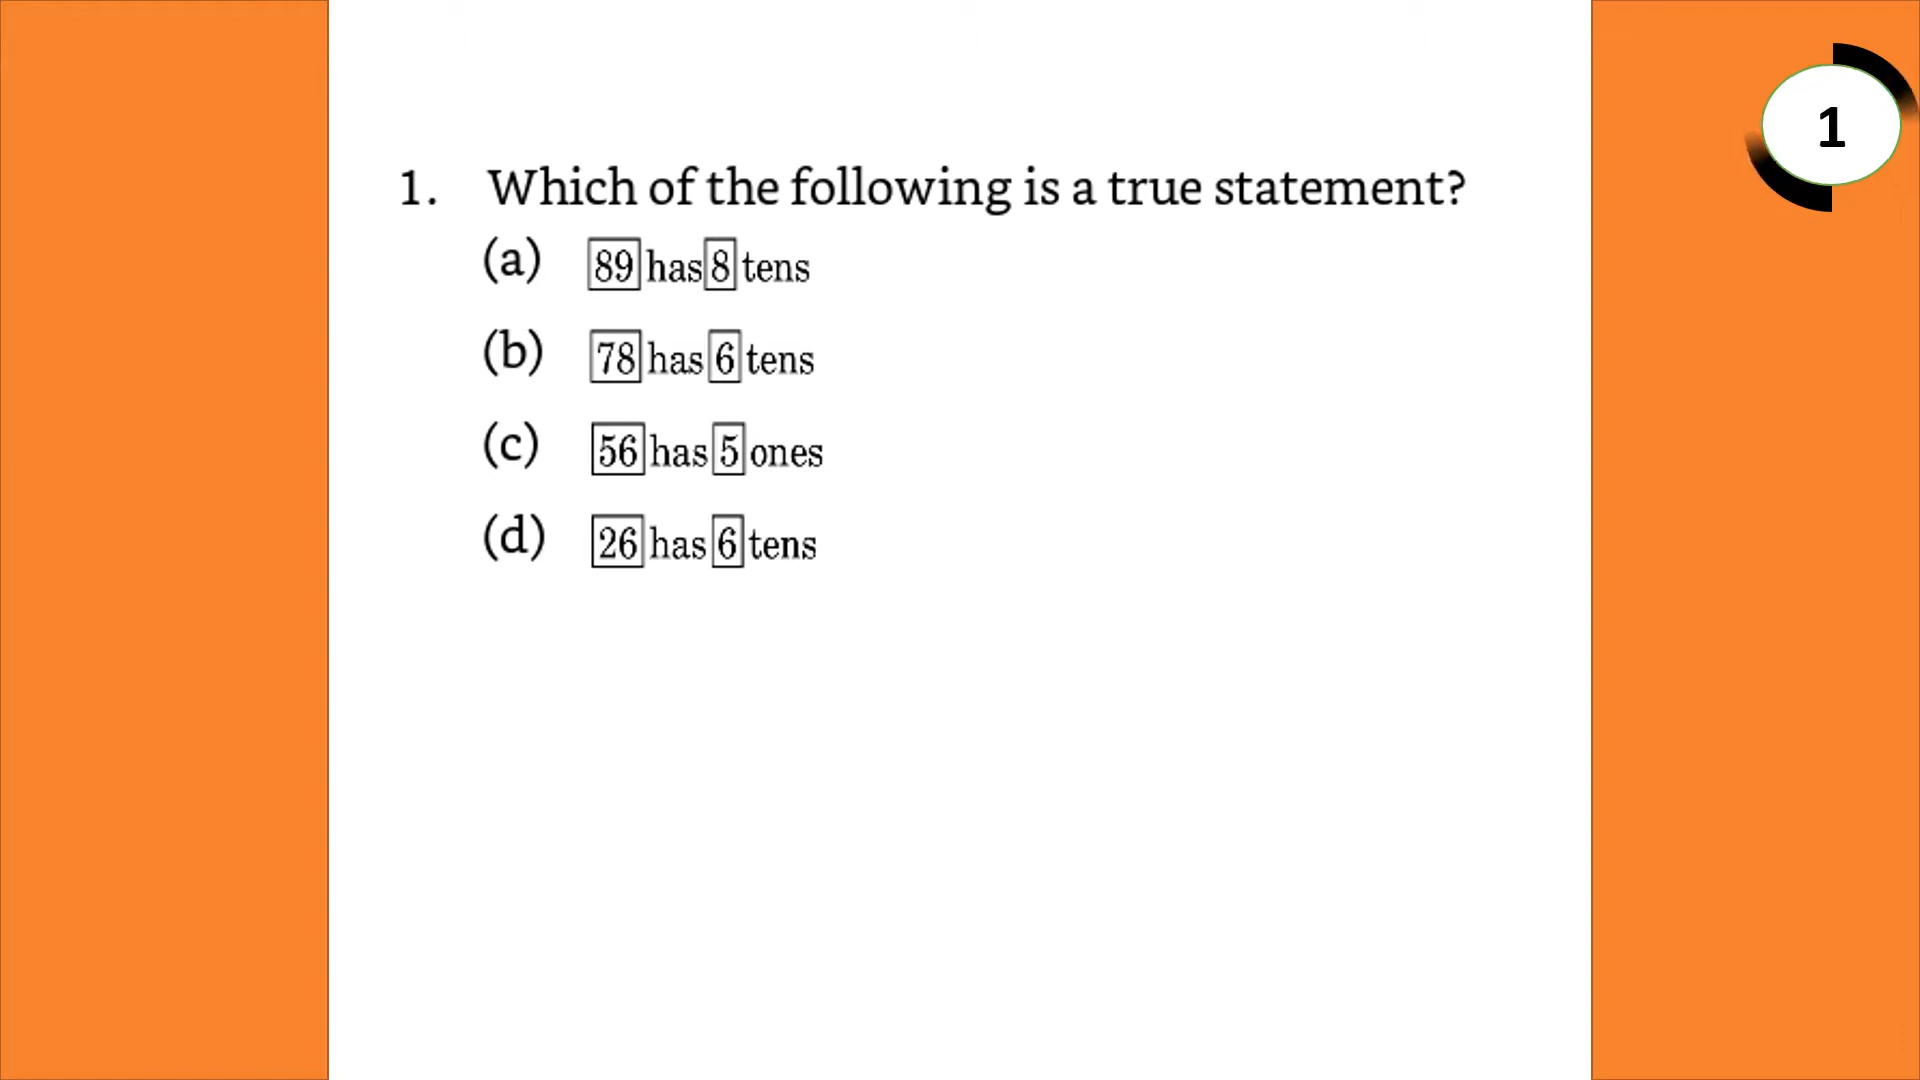 1
1. Which of the following is a true statement?
(a) 89 has 8 tens
(b) 78 has 6 tens
(c) 56 has 5 ones
(d) 26 has 6 tens